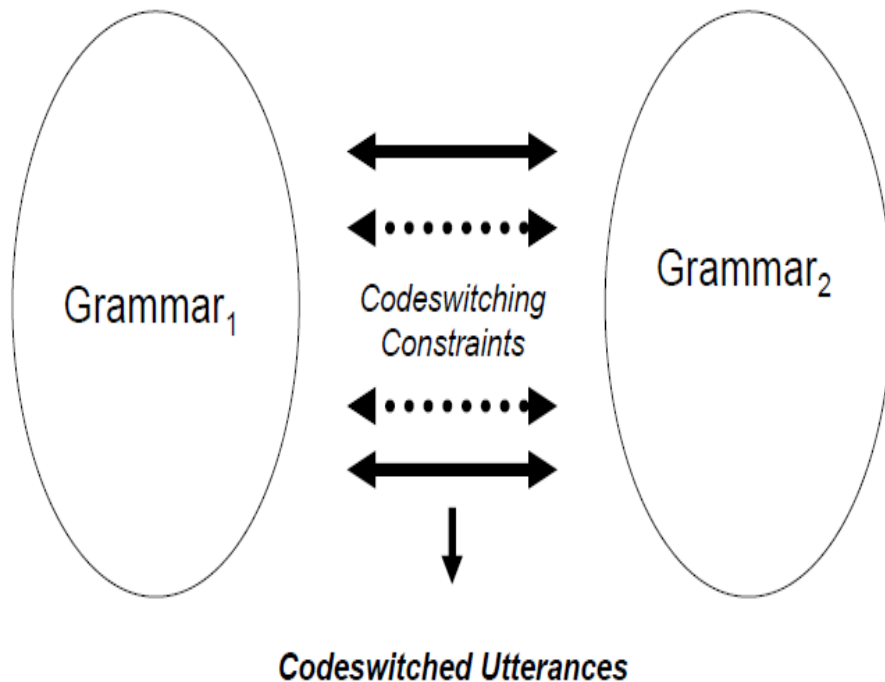 Grammar₁
Grammar₂
Codeswitching
Constraints
Codeswitched Utterances